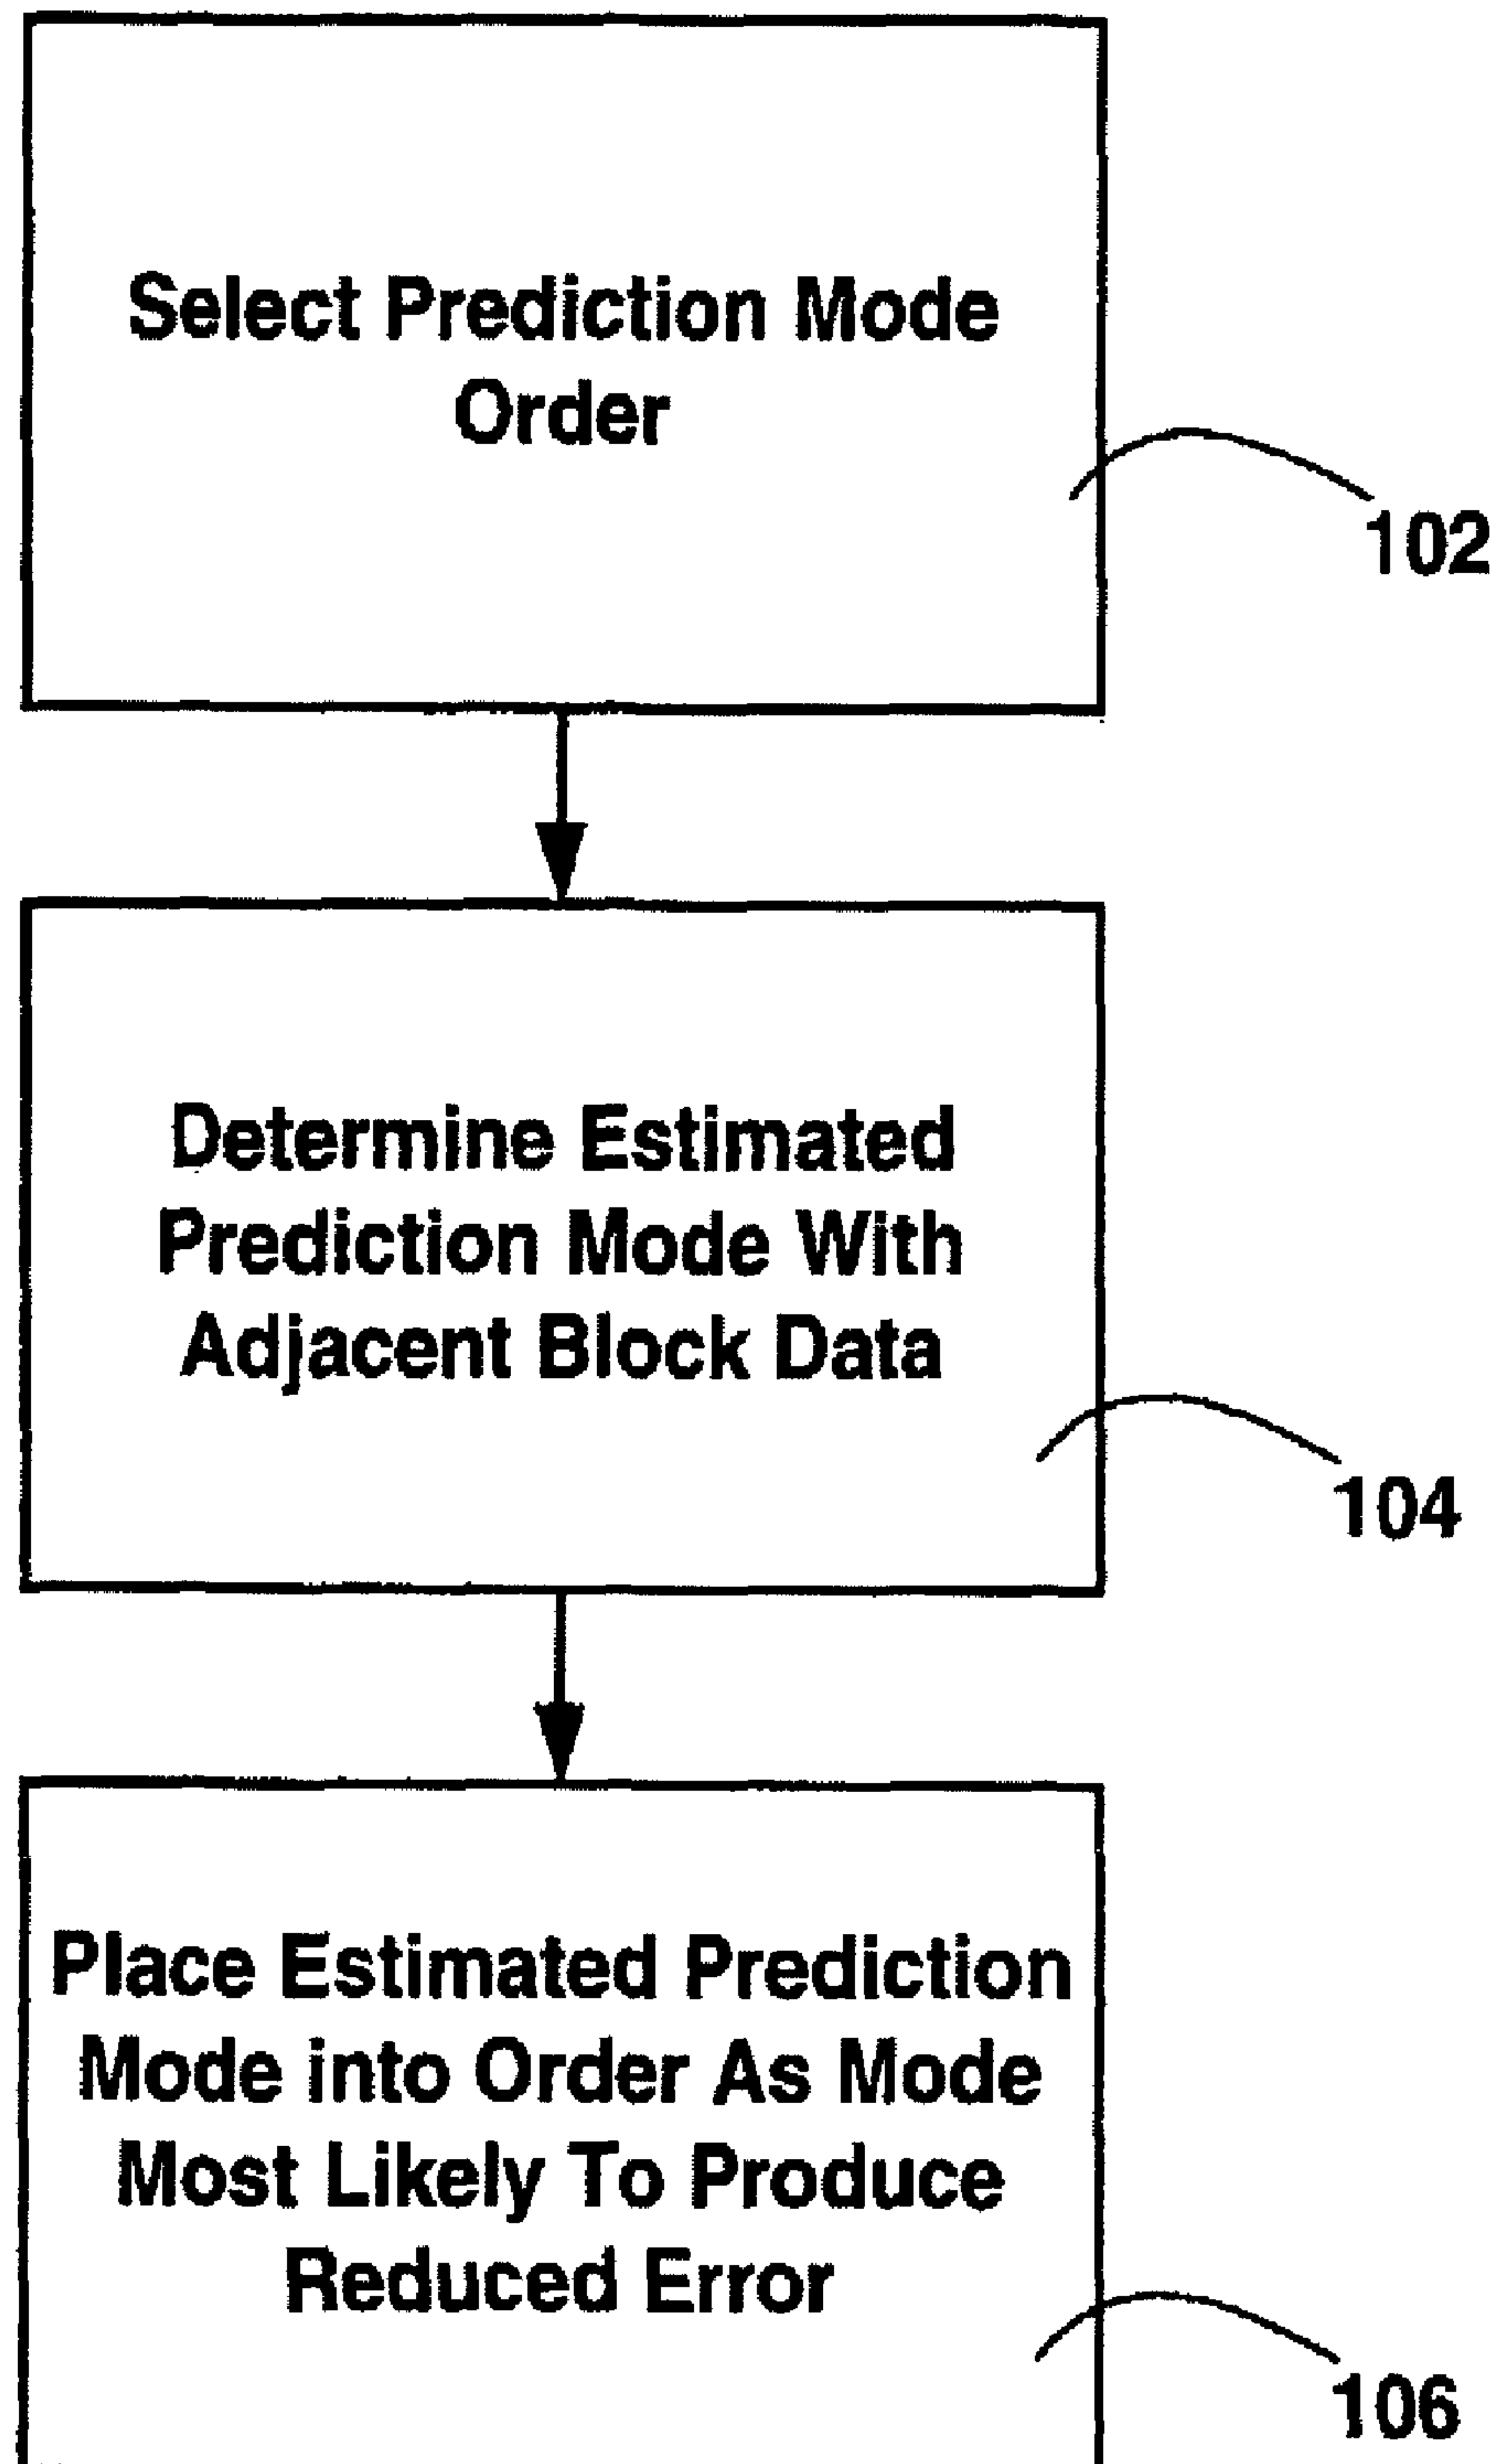 Select Prediction Mode
Order
102
Determine Estimated
Prediction Mode With
Adjacent Block Data
104
Place Estimated Prediction
Mode into Order As Mode
Most Likely To Produce
Reduced Error
106